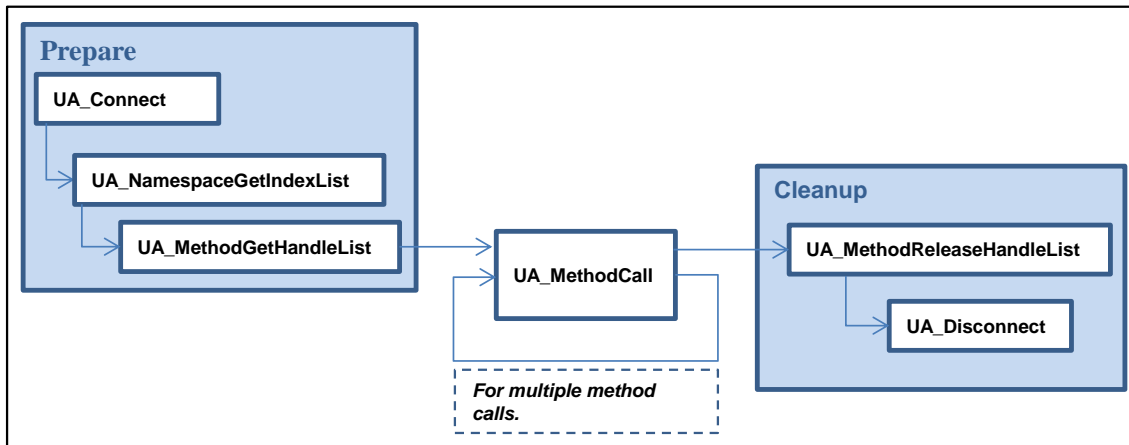 Prepare
UA_Connect
UA_NamespaceGetIndexList
UA_MethodGetHandleList
UA_MethodCall
For multiple method
calls.
Cleanup
UA_MethodReleaseHandleList
UA_Disconnect